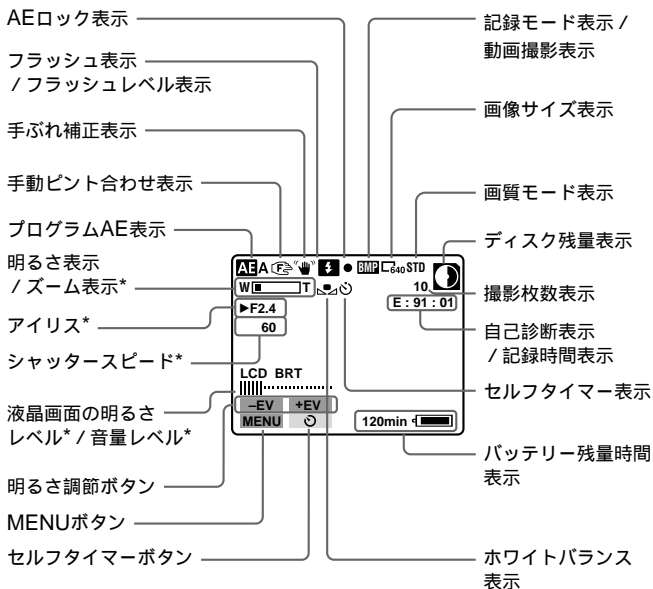 AEロック表示
フラッシュ表示
/ フラッシュレベル表示
手ぶれ補正表示
手動ピント合わせ表示
プログラムAE表示
明るさ表示
/ ズーム表示*
アイリス*
シャッタースピード*
液晶画面の明るさ
レベル* / 音量レベル*
明るさ調節ボタン
MENUボタン
セルフタイマーボタン
AE A F BMP 640 STD
W T 10
E : 91 : 01
►F2.4
60
LCD BRT
–EV +EV
MENU
120min
記録モード表示 /
動画撮影表示
画像サイズ表示
画質モード表示
ディスク残量表示
撮影枚数表示
自己診断表示
/ 記録時間表示
セルフタイマー表示
バッテリー残量時間
表示
ホワイトバランス
表示